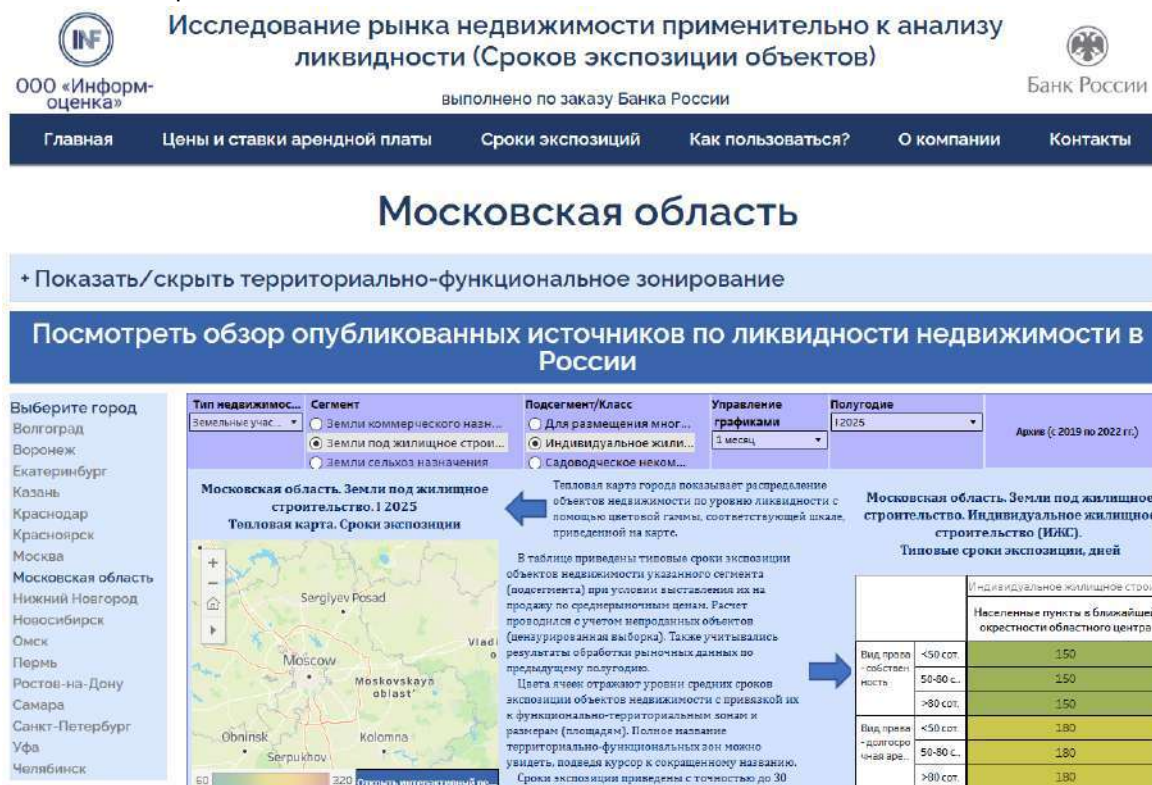 Исследование рынка недвижимости применительно к анализу
ликвидности (Сроков экспозиции объектов)
выполнено по заказу Банка России
INF
ООО «Информ-
оценка»
Банк России
Главная Цены и ставки арендной платы Сроки экспозиций Как пользоваться? О компании Контакты
Московская область
+ Показать/скрыть территориально-функциональное зонирование
Посмотреть обзор опубликованных источников по ликвидности недвижимости в
России
Выберите город
Волгоград
Воронеж
Екатеринбург
Казань
Краснодар
Красноярск
Москва
Московская область
Нижний Новгород
Новосибирск
Омск
Пермь
Ростов-на-Дону
Самара
Санкт-Петербург
Уфа
Челябинск
Тип недвижимос...
Земельные учас...
Сегмент
Земли коммерческого назн...
Земли под жилищное строи...
Земли сельхоз назначения
Подсегмент/Класс
Для размещения мног...
Индивидуальное жили...
Садоводческое неком...
Управление
графиками
1 месяц
Полугодие
I 2025
Архив (с 2019 по 2022 гг.)
Московская область. Земли под жилищное
строительство. I 2025
Тепловая карта. Сроки экспозиции
Sergiyev Posad
Moscow
Moskovskaya
oblast'
Obninsk
Kolomna
Serpukhov
60
320
Тепловая карта города показывает распределение
объектов недвижимости по уровню ликвидности с
помощью цветовой гаммы, соответствующей шкале,
приведенной на карте.
В таблице приведены типовые сроки экспозиции
объектов недвижимости указанного сегмента
(подсегмента) при условии выставления их на
продажу по среднерыночным ценам. Расчет
проводился с учетом непроданных объектов
(цензурированная выборка). Также учитывались
результаты обработки рыночных данных по
предыдущему полугодию.
Цвета ячеек отражают уровни средних сроков
экспозиции объектов недвижимости с привязкой их
к функционально-территориальным зонам и
размерам (площадям). Полное название
территориально-функциональных зон можно
увидеть, подведя курсор к сокращенному названию.
Сроки экспозиции приведены с точностью до 30
Московская область. Земли под жилищное
строительство. Индивидуальное жилищное
строительство (ИЖС).
Типовые сроки экспозиции, дней
Индивидуальное жилищное строи
Населенные пункты в ближайшей
окрестности областного центра
Вид права
- собствен
ность
<50 сот. 150
50-80 с.. 150
>80 сот. 150
Вид права
- долгосро
чная аре..
<50 сот. 180
50-80 с.. 180
>80 сот. 180